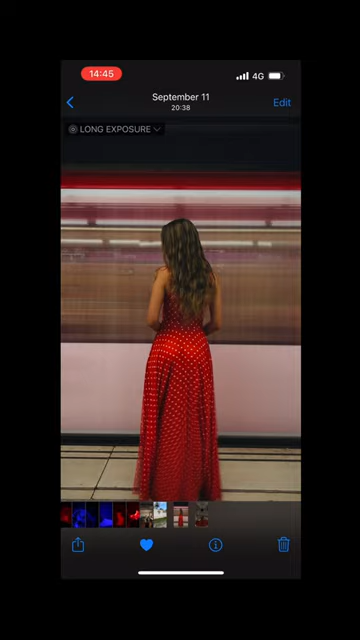 14:45
4G
September 11
20:38
Edit
LONG EXPOSURE